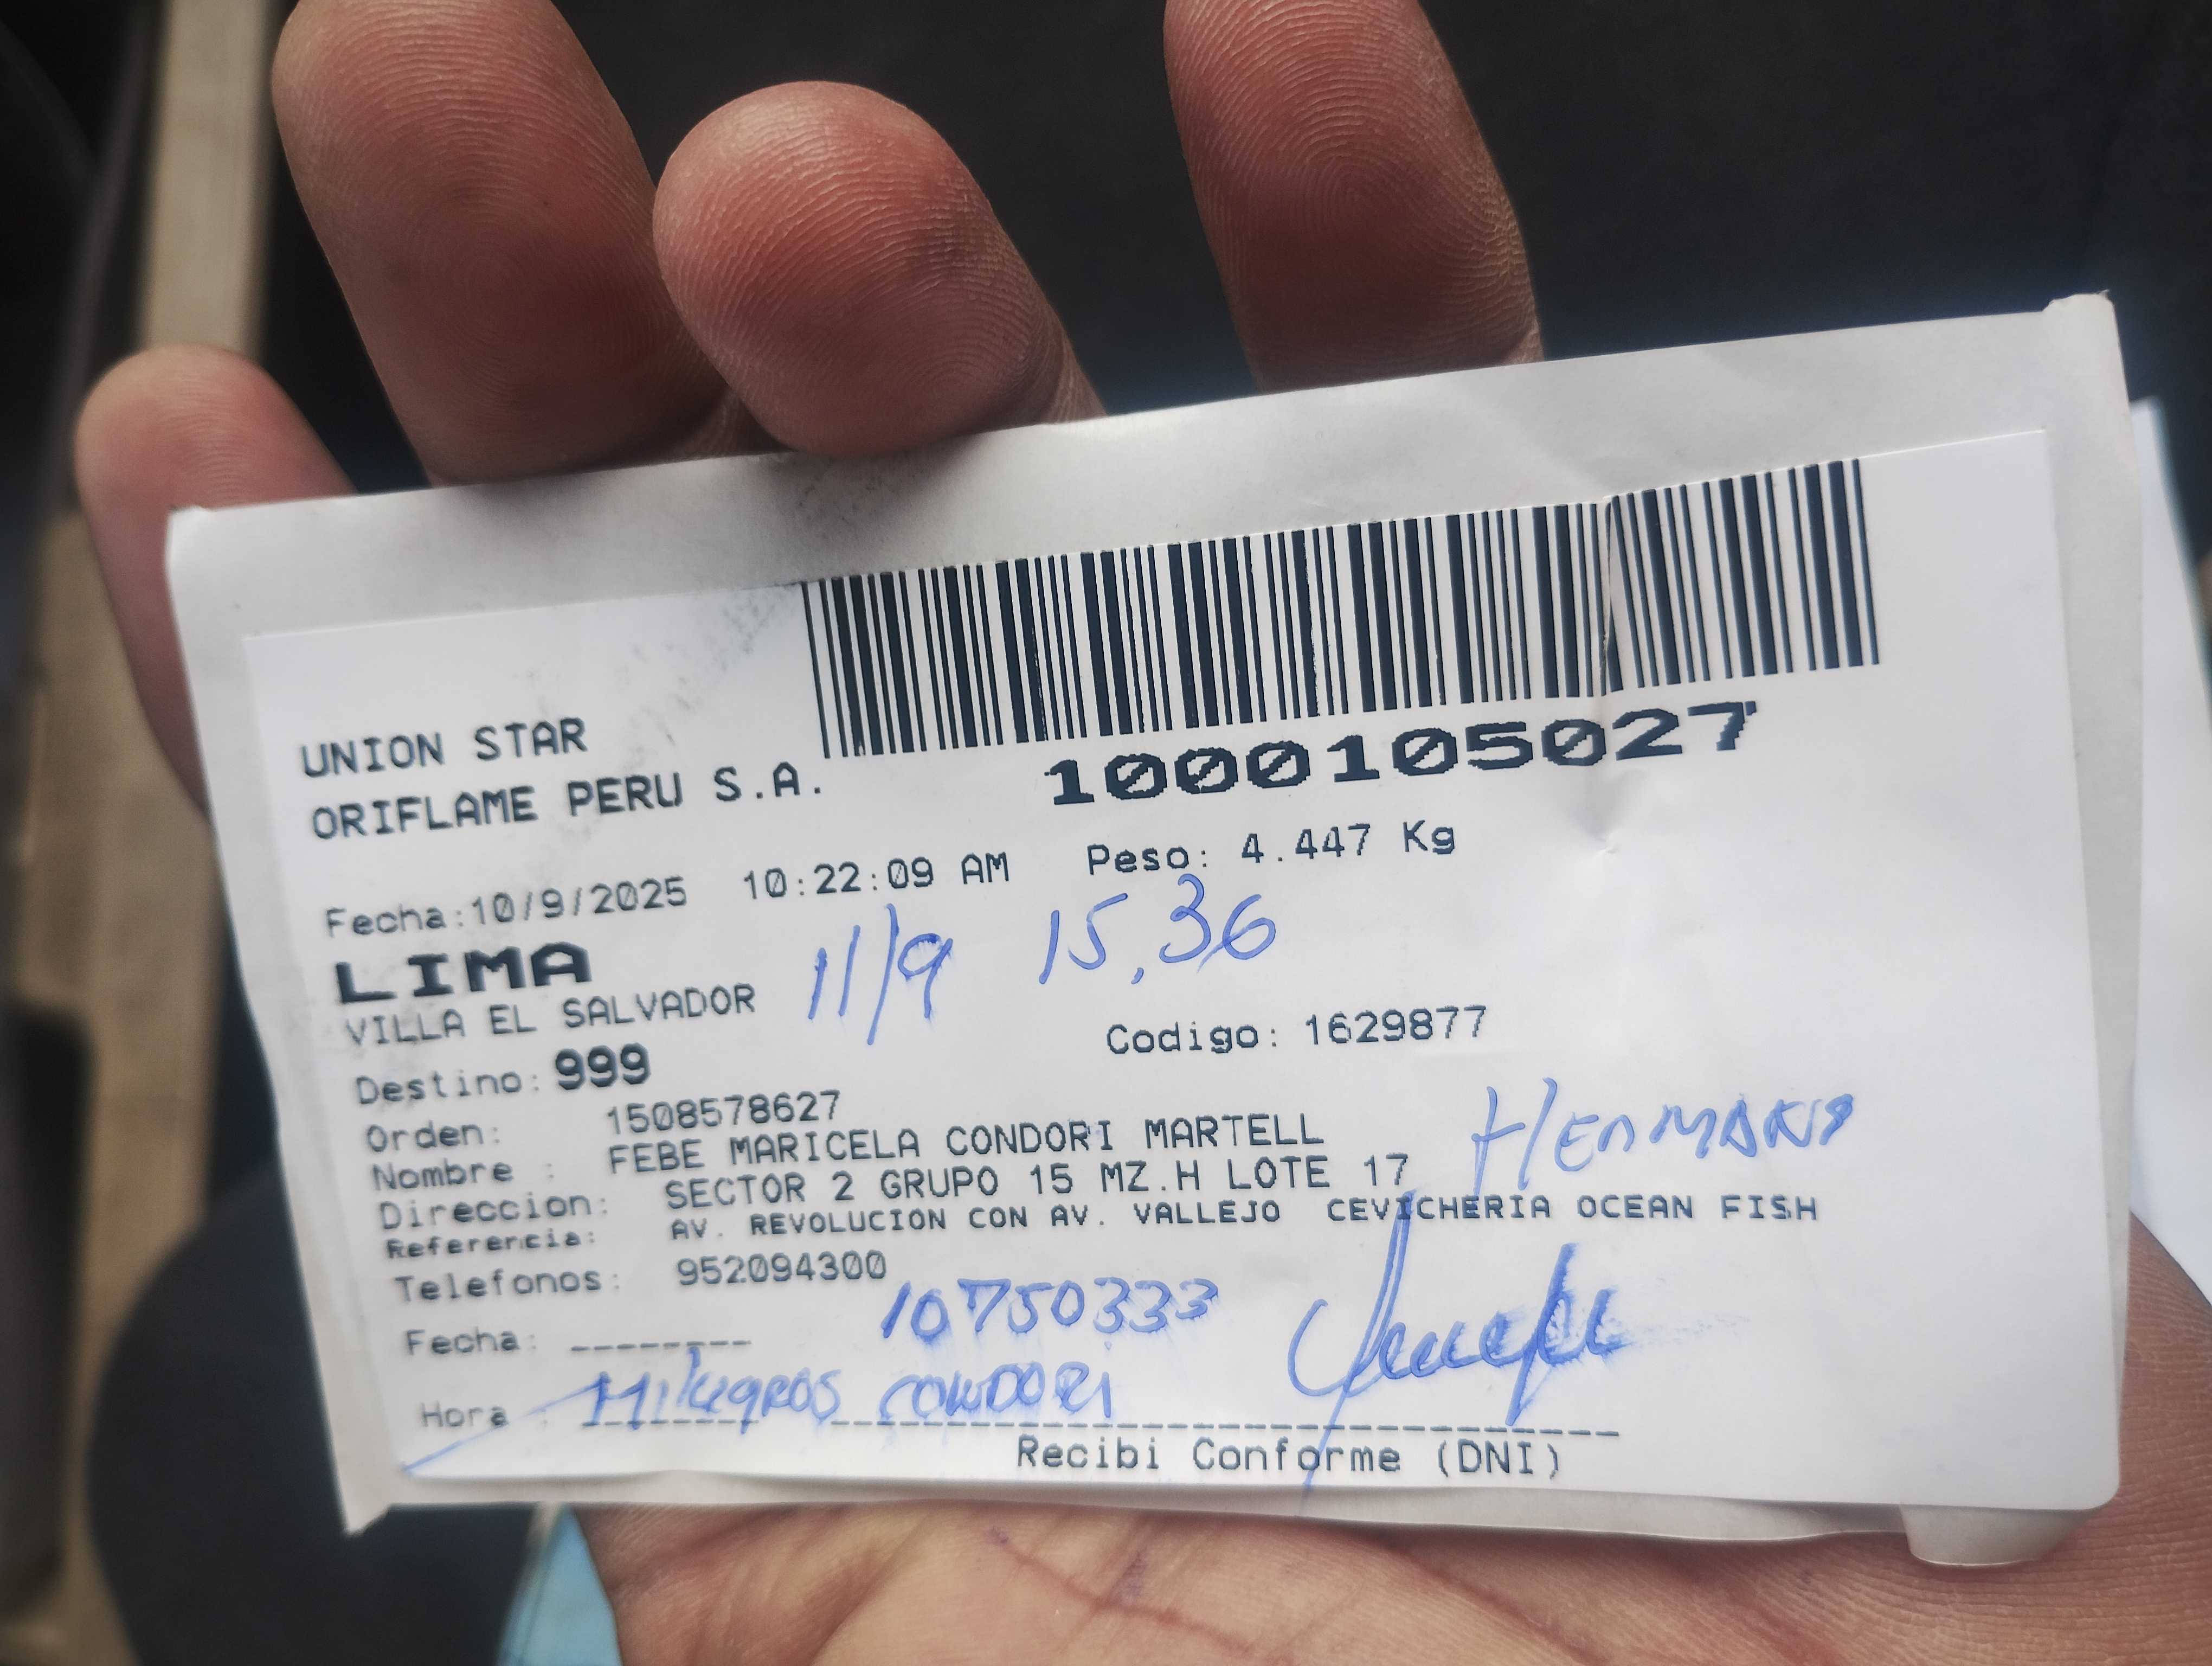 1000105027
UNION STAR
ORIFLAME PERU S.A.
Fecha:10/9/2025 10:22:09 AM Peso: 4.447 Kg
LIMA
11/9 15,36
VILLA EL SALVADOR
Codigo: 1629877
Destino: 999
Orden: 1508578627
Nombre : FEBE MARICELA CONDORI MARTELL
HERMANA
Direccion: SECTOR 2 GRUPO 15 MZ.H LOTE 17
Referencia: AV. REVOLUCION CON AV. VALLEJO CEVICHERIA OCEAN FISH
Telefonos: 952094300
10750333
Fecha: --------
Hora : Milagros CONDORI
Recibi Conforme (DNI)